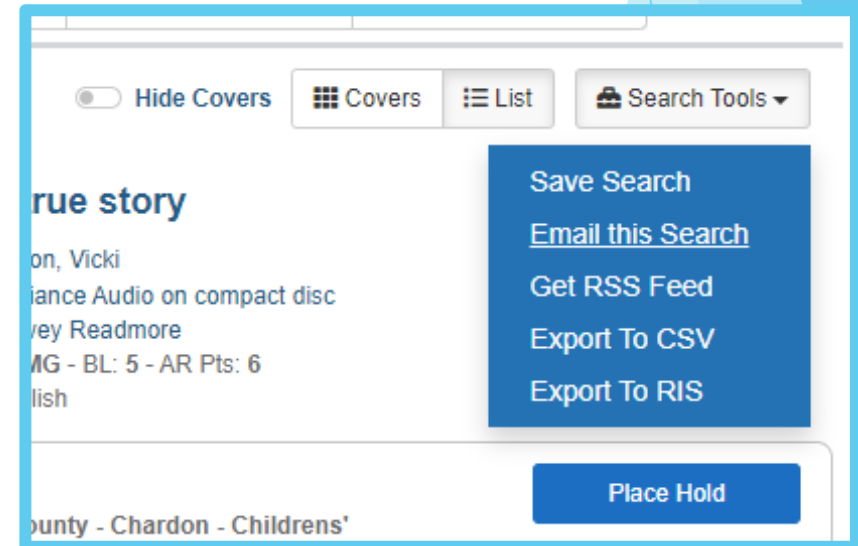 Hide Covers Covers List Search Tools
Save Search
Email this Search
Get RSS Feed
Export To CSV
Export To RIS
true story
on, Vicki
iance Audio on compact disc
vey Readmore
MG - BL: 5 - AR Pts: 6
lish
Place Hold
ounty - Chardon - Childrens'